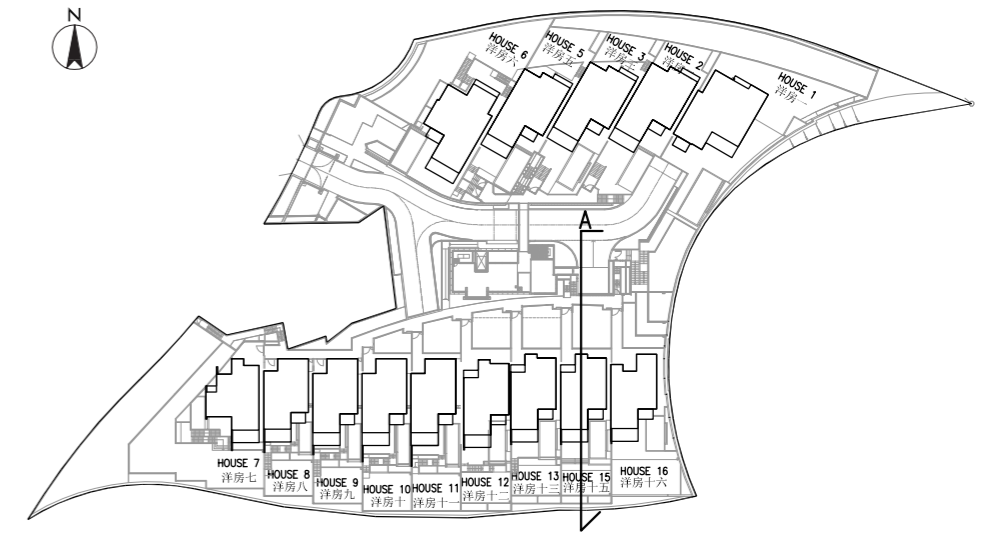 N
HOUSE 6
洋房六
HOUSE 5
洋房五
HOUSE 3
洋房三
HOUSE 2
洋房
HOUSE 1
洋房一
A
HOUSE 7
洋房七
HOUSE 8
洋房八
HOUSE 9
洋房九
HOUSE 10
洋房十
HOUSE 11
洋房十一
HOUSE 12
洋房十二
HOUSE 13
洋房十三
HOUSE 15
洋房十五
HOUSE 16
洋房十六